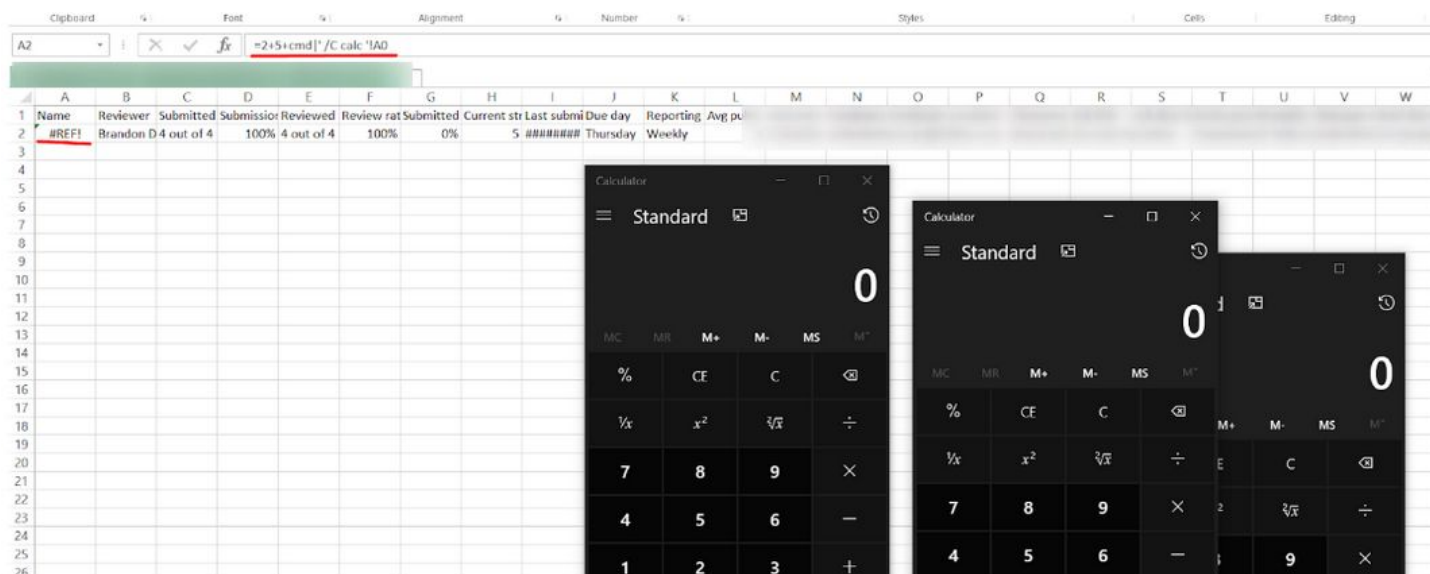 Clipboard Font Alignment Number Styles Cells Editing
A2 fx =2+5+cmd|' /C calc '!A0
A B C D E F G H I J K L M N O P Q R S T U V W
1 Name Reviewer Submitted Submission Reviewed Review rat Submitted Current str Last submi Due day Reporting Avg pu
2 #REF! Brandon D 4 out of 4 100% 4 out of 4 100% 0% 5 ######## Thursday Weekly
3
4
5
6
7
8
9
10
11
12
13
14
15
16
17
18
19
20
21
22
23
24
25
26
Calculator
Standard
0
MC MR M+ M- MS M˅
% CE C
¹/x x² ²√x ÷
7 8 9 ×
4 5 6 −
1 2 3 +
Calculator
Standard
0
MC MR M+ M- MS M˅
% CE C
¹/x x² ²√x ÷
7 8 9 ×
4 5 6 −
0
M+ M- MS M˅
C
²√x ÷
9 ×